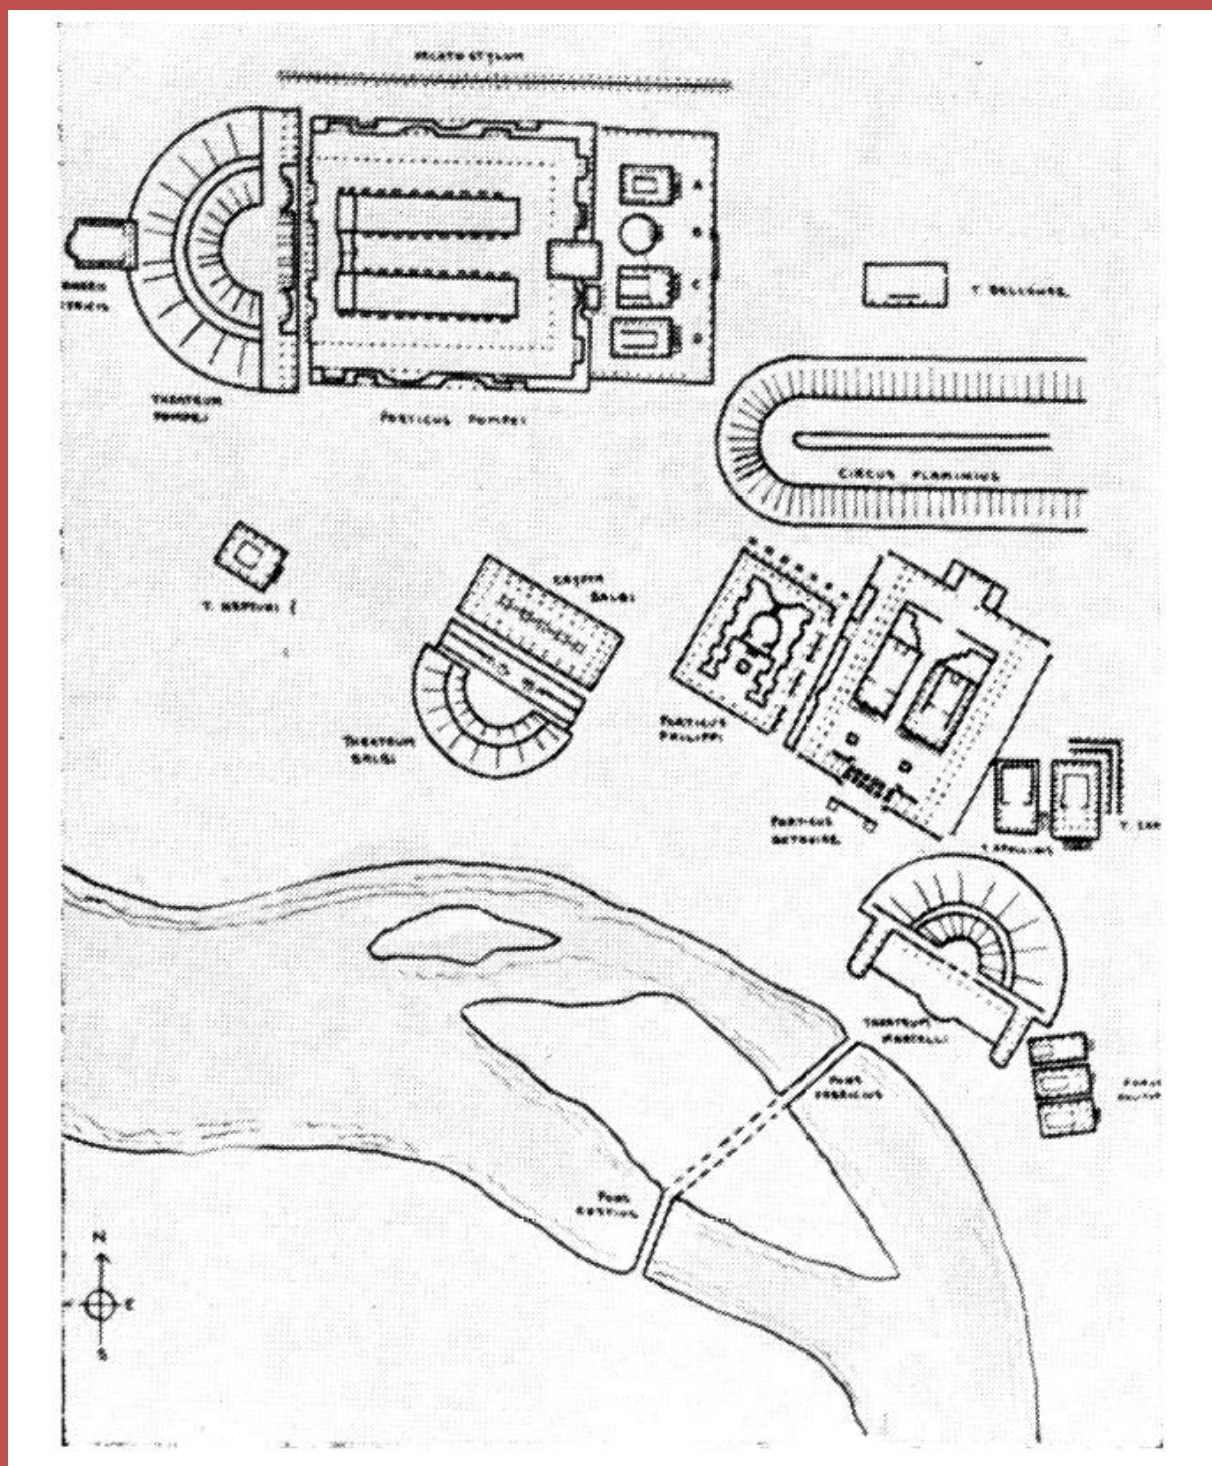 HECATOSTYLUM
A
B
C
D
T. BELLONAE
THEATRUM
POMPEI
PORTICUS POMPEI
CIRCUS FLAMINIUS
T. NEPTUNI
CRYPTA
BALBI
THEATRUM
BALBI
PORTICUS
PHILIPPI
PORTICUS
OCTAVIAE
T. APOLLINIS
THEATRUM
MARCELLI
PONS
FABRICIUS
PONS
CESTIUS
N
E
S